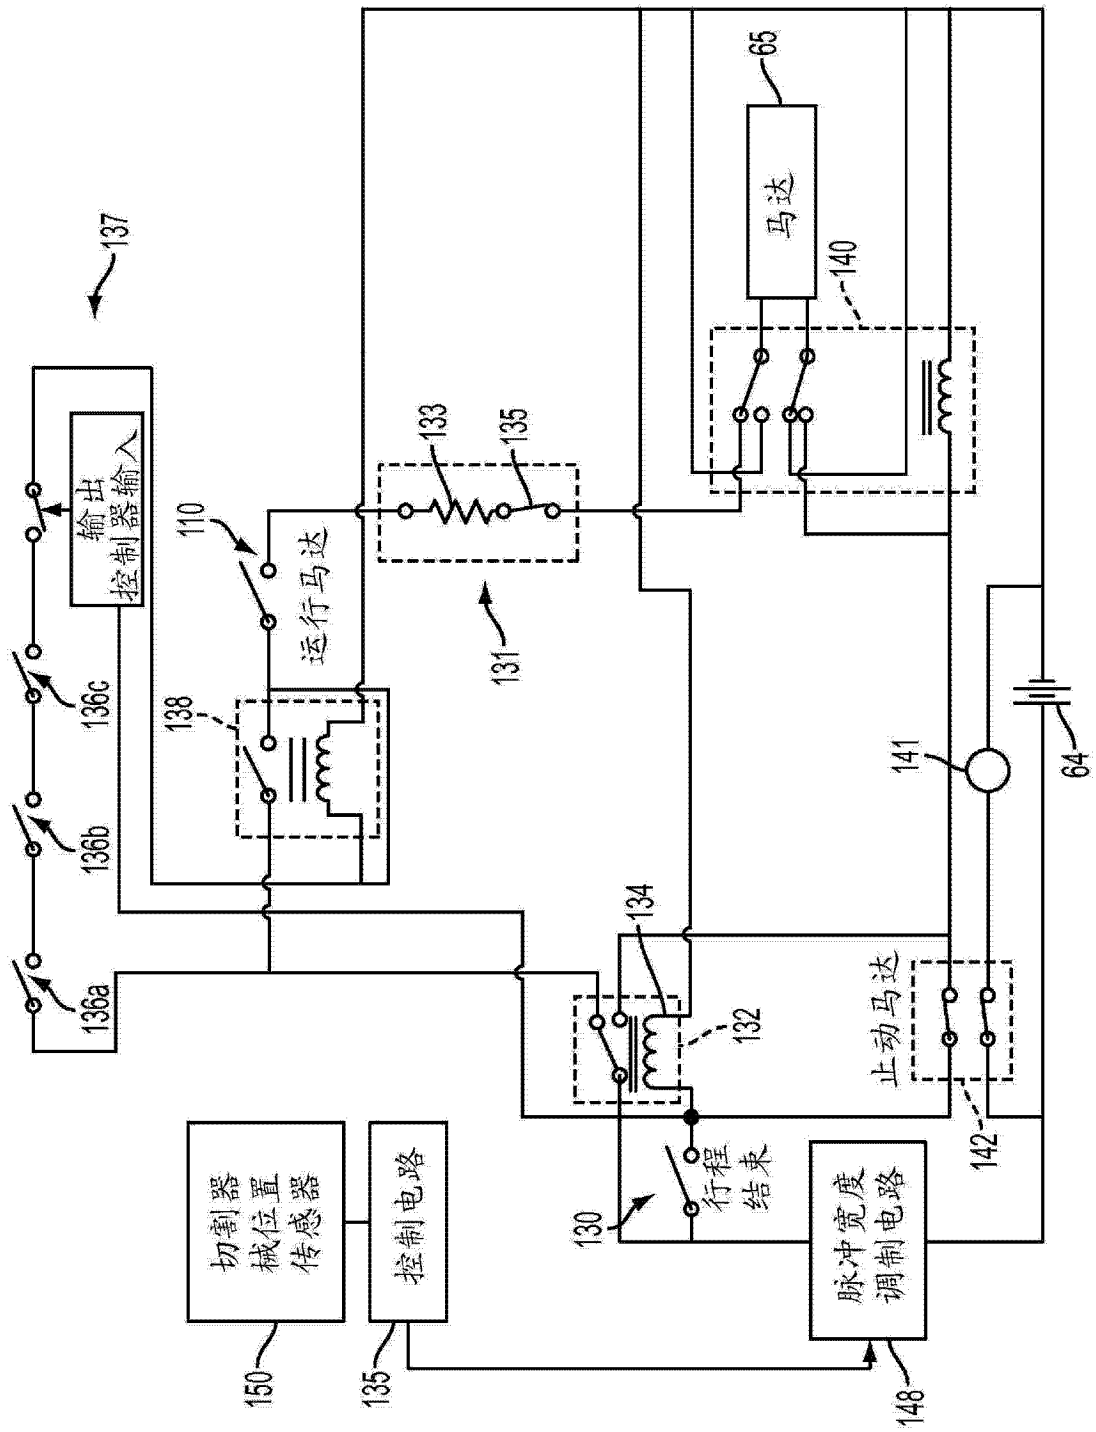 136a
136b
136c
输出
控制器输入
137
138
110
切割器
械位置
传感器
150
运行马达
135
控制电路
133
131
135
130
134
行程
结束
132
65
马达
140
脉冲宽度
调制电路
止动马达
141
148
142
64